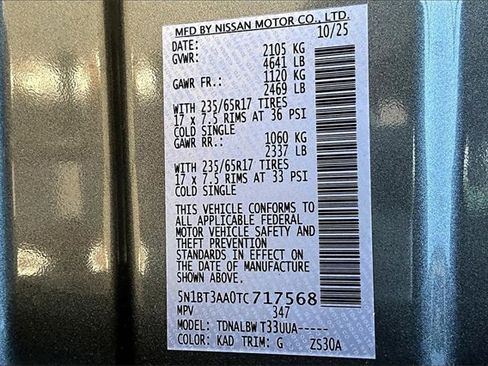 MFD BY NISSAN MOTOR CO., LTD.
DATE: 10/25
GVWR: 2105 KG
4641 LB
GAWR FR.: 1120 KG
2469 LB
WITH 235/65R17 TIRES
17 x 7.5 RIMS AT 36 PSI
COLD SINGLE
GAWR RR.: 1060 KG
2337 LB
WITH 235/65R17 TIRES
17 x 7.5 RIMS AT 33 PSI
COLD SINGLE
THIS VEHICLE CONFORMS TO
ALL APPLICABLE FEDERAL
MOTOR VEHICLE SAFETY AND
THEFT PREVENTION
STANDARDS IN EFFECT ON
THE DATE OF MANUFACTURE
SHOWN ABOVE.
5N1BT3AA0TC717568
MPV 347
MODEL: TDNALBW T33UUA-----
COLOR: KAD TRIM: G ZS30A